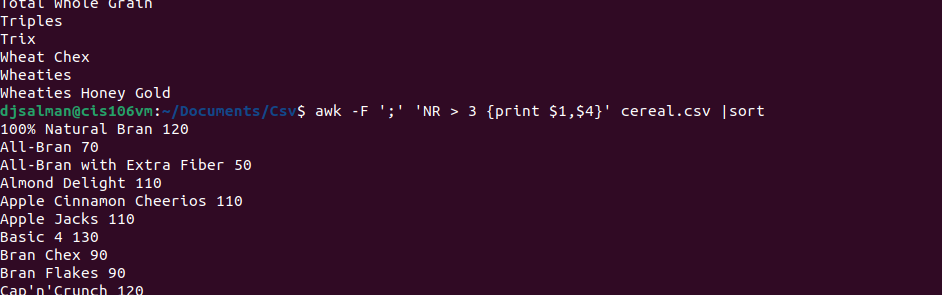 Total Whole Grain
Triples
Trix
Wheat Chex
Wheaties
Wheaties Honey Gold
djsalman@cis106vm:~/Documents/Csv$ awk -F ';' 'NR > 3 {print $1,$4}' cereal.csv |sort
100% Natural Bran 120
All-Bran 70
All-Bran with Extra Fiber 50
Almond Delight 110
Apple Cinnamon Cheerios 110
Apple Jacks 110
Basic 4 130
Bran Chex 90
Bran Flakes 90
Cap'n'Crunch 120